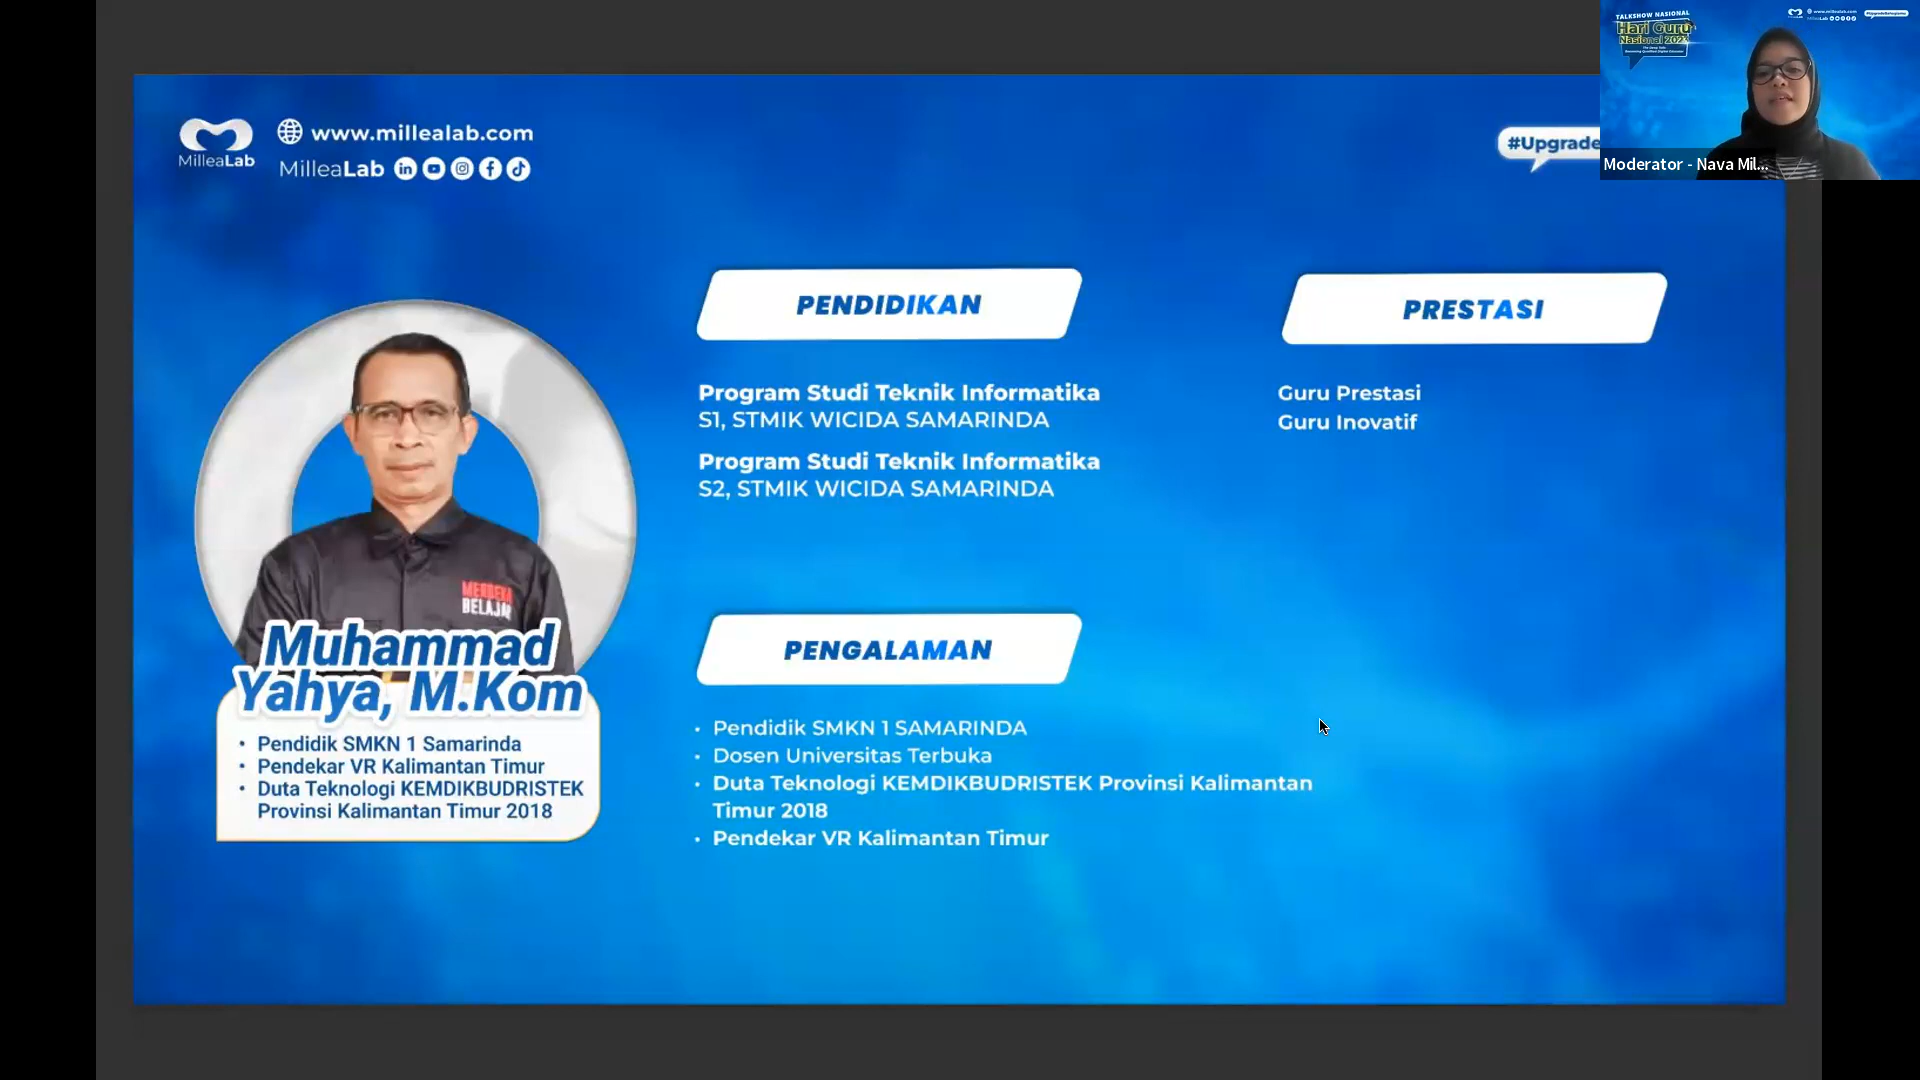 MilleaLab
www.millealab.com
MilleaLab
#Upgrade
TALKSHOW NASIONAL
Hari Guru
Nasional 2023
www.millealab.com
MilleaLab
Moderator - Nava Mil...
PENDIDIKAN
Program Studi Teknik Informatika
S1, STMIK WICIDA SAMARINDA
Program Studi Teknik Informatika
S2, STMIK WICIDA SAMARINDA
PRESTASI
Guru Prestasi
Guru Inovatif
MERDEKA
BELAJAR
Muhammad
Yahya, M.Kom
• Pendidik SMKN 1 Samarinda
• Pendekar VR Kalimantan Timur
• Duta Teknologi KEMDIKBUDRISTEK
Provinsi Kalimantan Timur 2018
PENGALAMAN
• Pendidik SMKN 1 SAMARINDA
• Dosen Universitas Terbuka
• Duta Teknologi KEMDIKBUDRISTEK Provinsi Kalimantan
Timur 2018
• Pendekar VR Kalimantan Timur